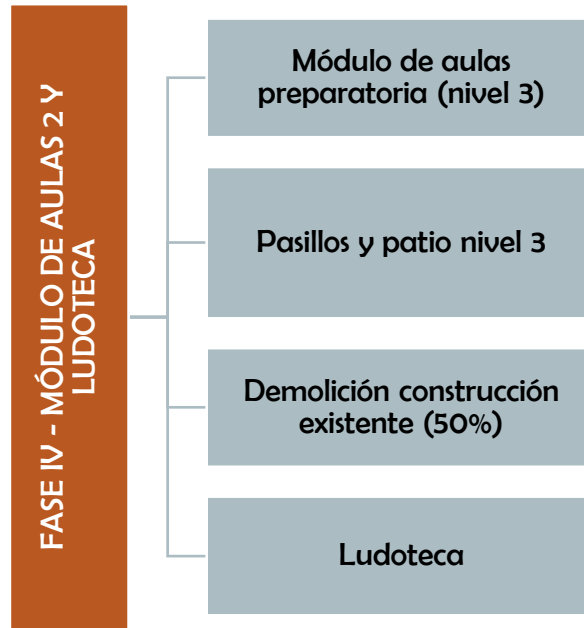 FASE IV - MÓDULO DE AULAS 2 Y
LUDOTECA
Módulo de aulas
preparatoria (nivel 3)
Pasillos y patio nivel 3
Demolición construcción
existente (50%)
Ludoteca